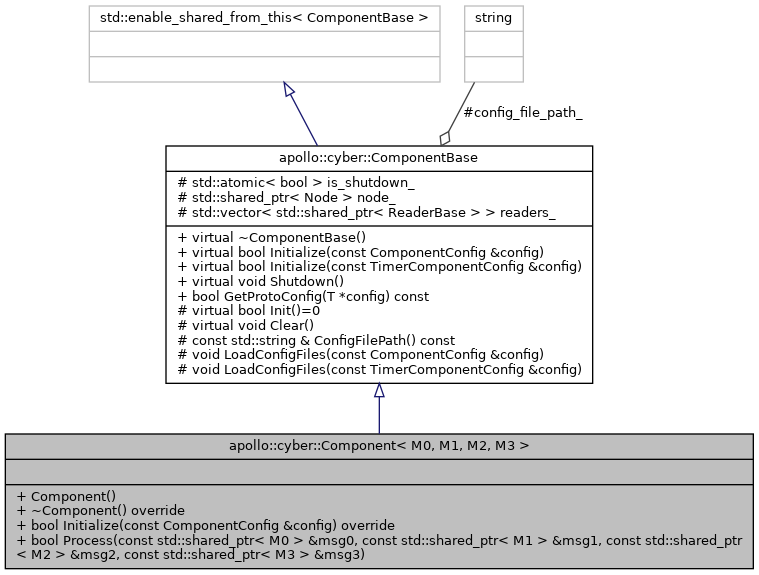 std::enable_shared_from_this< ComponentBase >
string
#config_file_path_
apollo::cyber::ComponentBase
# std::atomic< bool > is_shutdown_
# std::shared_ptr< Node > node_
# std::vector< std::shared_ptr< ReaderBase > > readers_
+ virtual ~ComponentBase()
+ virtual bool Initialize(const ComponentConfig &config)
+ virtual bool Initialize(const TimerComponentConfig &config)
+ virtual void Shutdown()
+ bool GetProtoConfig(T *config) const
# virtual bool Init()=0
# virtual void Clear()
# const std::string & ConfigFilePath() const
# void LoadConfigFiles(const ComponentConfig &config)
# void LoadConfigFiles(const TimerComponentConfig &config)
apollo::cyber::Component< M0, M1, M2, M3 >
+ Component()
+ ~Component() override
+ bool Initialize(const ComponentConfig &config) override
+ bool Process(const std::shared_ptr< M0 > &msg0, const std::shared_ptr< M1 > &msg1, const std::shared_ptr
< M2 > &msg2, const std::shared_ptr< M3 > &msg3)